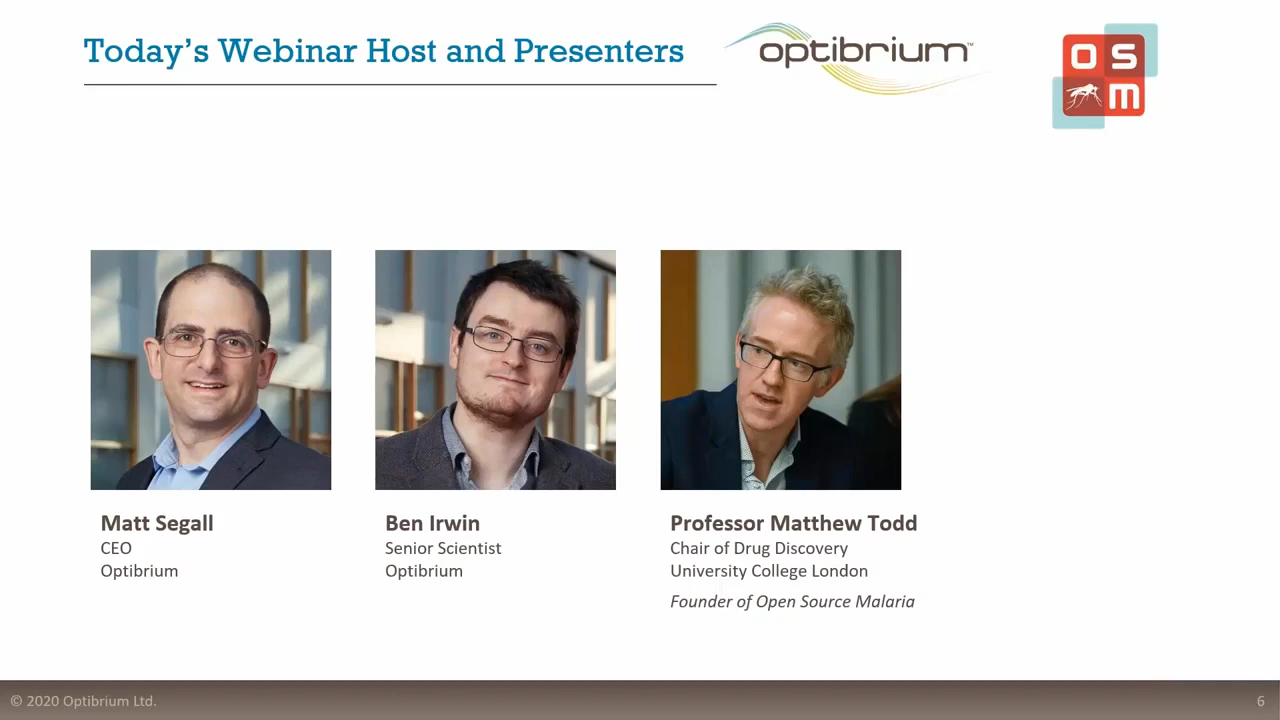 Today's Webinar Host and Presenters
optibrium™
O S
m
Matt Segall
CEO
Optibrium
Ben Irwin
Senior Scientist
Optibrium
Professor Matthew Todd
Chair of Drug Discovery
University College London
Founder of Open Source Malaria
© 2020 Optibrium Ltd.
6